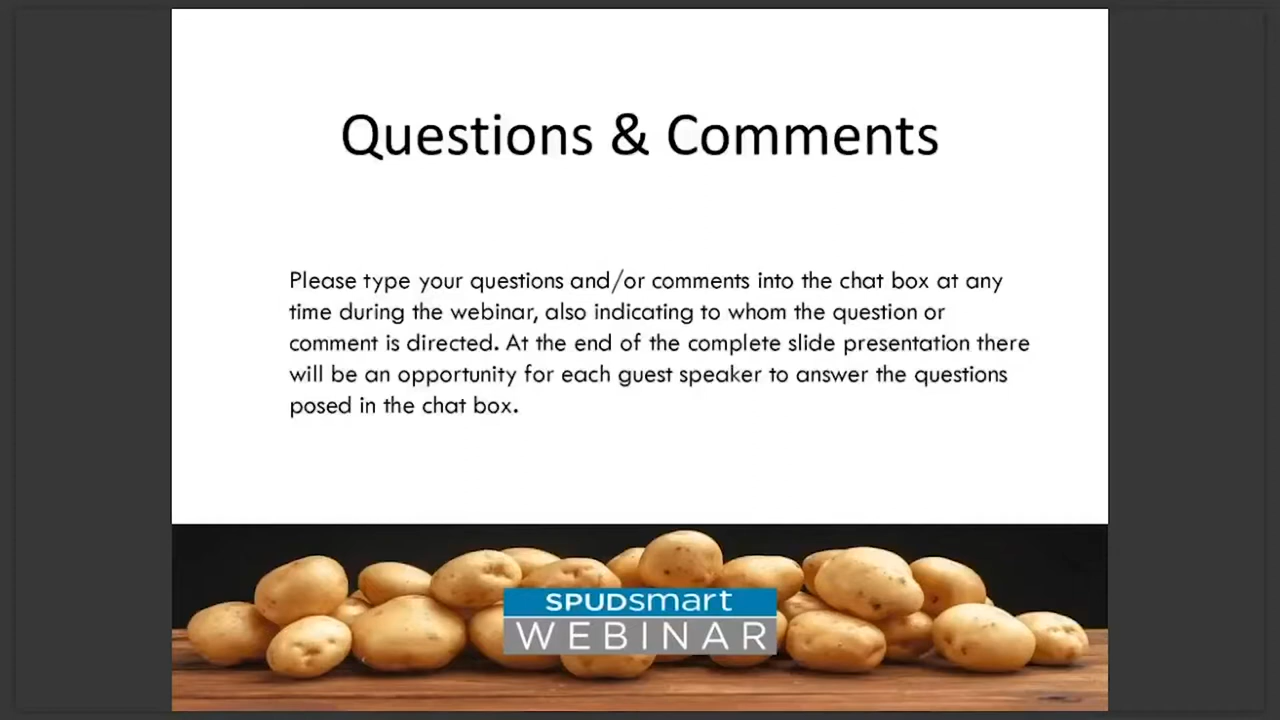 Questions & Comments
Please type your questions and/or comments into the chat box at any
time during the webinar, also indicating to whom the question or
comment is directed. At the end of the complete slide presentation there
will be an opportunity for each guest speaker to answer the questions
posed in the chat box.
SPUDsmart
WEBINAR